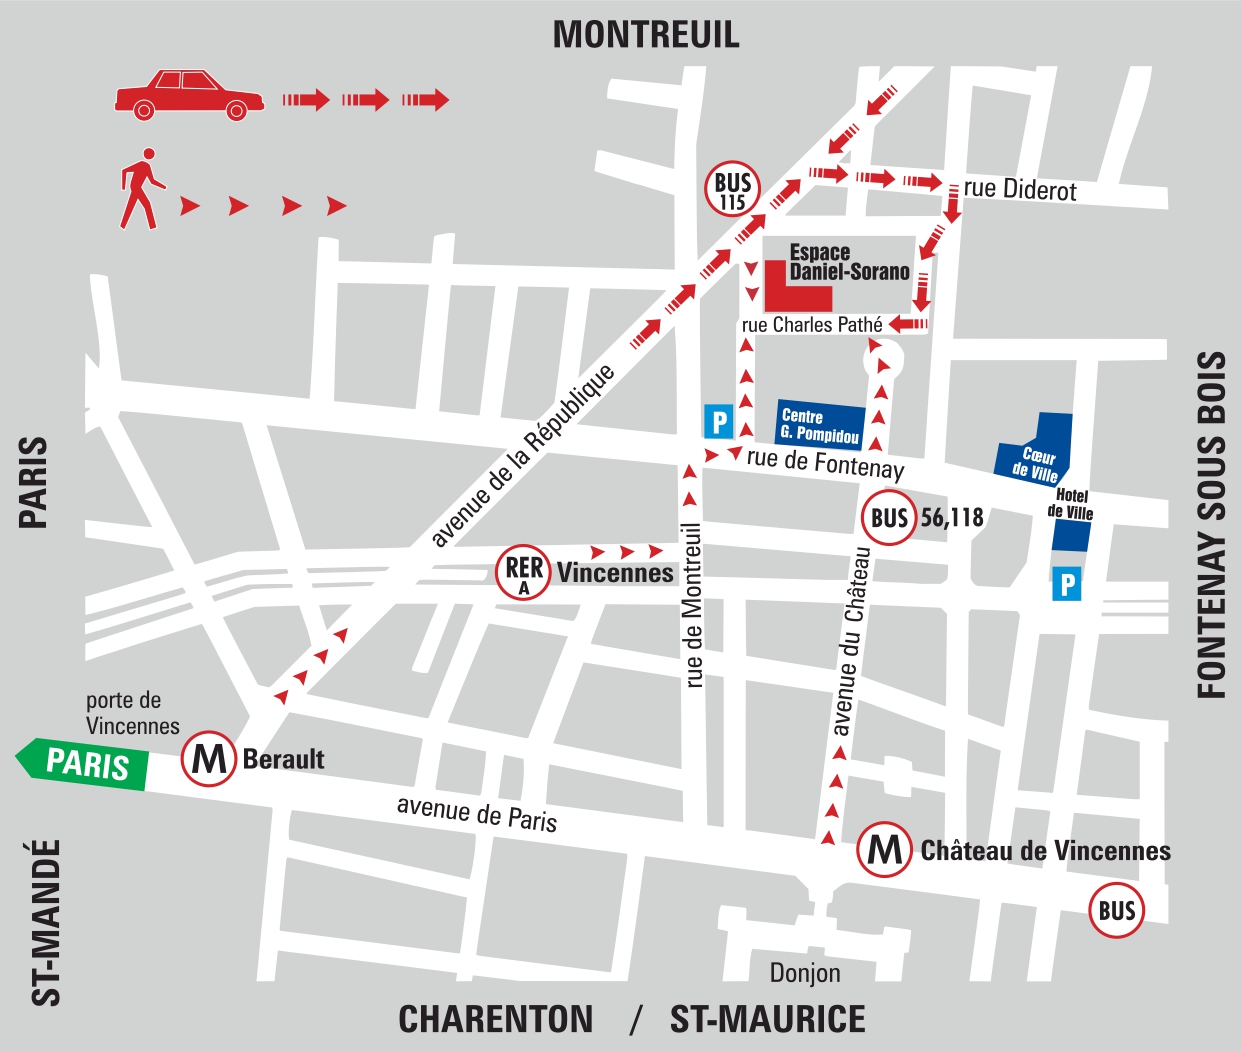 MONTREUIL
BUS
115
rue Diderot
Espace
Daniel-Sorano
rue Charles Pathé
avenue de la République
P
Centre
G. Pompidou
rue de Fontenay
Cœur
de Ville
Hotel
de Ville
P
BUS 56,118
PARIS
FONTENAY SOUS BOIS
RER
A
Vincennes
rue de Montreuil
avenue du Château
porte de
Vincennes
PARIS
M Berault
avenue de Paris
M Château de Vincennes
BUS
ST-MANDÉ
Donjon
CHARENTON / ST-MAURICE